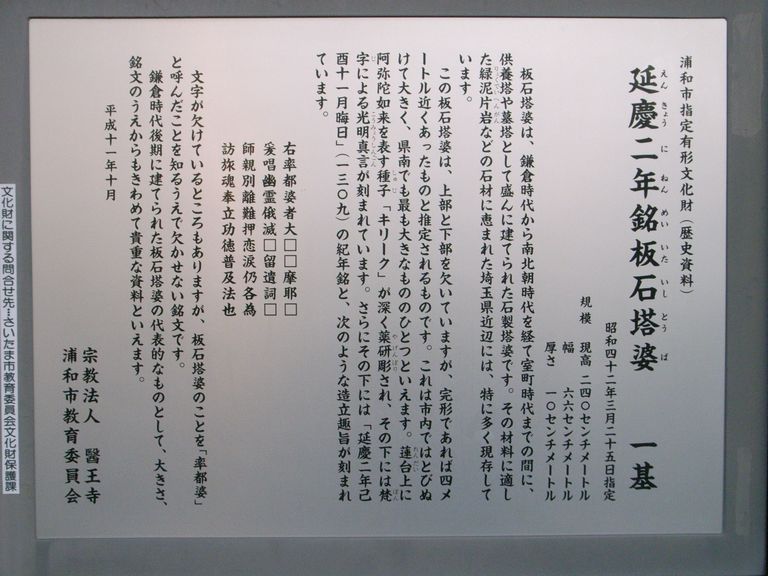 浦和市指定有形文化財(歴史資料)
延慶二年銘板石塔婆 一基
えんきょうにねんめいいたいしとうば
昭和四十二年三月二十五日指定
規模 現高 二四〇センチメートル
幅 六六センチメートル
厚さ 一〇センチメートル
板石塔婆は、鎌倉時代から南北朝時代を経て室町時代までの間に、
供養塔や墓塔として盛んに建てられた石製塔婆です。その材料に適し
た緑泥片岩などの石材に恵まれた埼玉県近辺には、特に多く現存して
います。
この板石塔婆は、上部と下部を欠いていますが、完形であれば四メ
ートル近くあったものと推定されるものです。これは市内ではとびぬ
けて大きく、県南でも最も大きなもののひとつといえます。蓮台上に
阿弥陀如来を表す種子「キリーク」が深く薬研彫され、その下には梵
字による光明真言が刻まれています。さらにその下には「延慶二年己
酉十一月晦日」(一三〇九)の紀年銘と、次のような造立趣旨が刻まれ
ています。
右率都婆者大□□摩耶□
爰唱幽霊俄滅□留遺詞□
師親別離難押恋涙仍各為
訪旅魂奉立功徳普及法也
文字が欠けているところもありますが、板石塔婆のことを「率都婆」
と呼んだことを知るうえで欠かせない銘文です。
鎌倉時代後期に建てられた板石塔婆の代表的なものとして、大きさ、
銘文のうえからもきわめて貴重な資料といえます。
平成十一年十月
宗教法人 醫王寺
浦和市教育委員会
文化財に関する問合せ先…さいたま市教育委員会文化財保護課